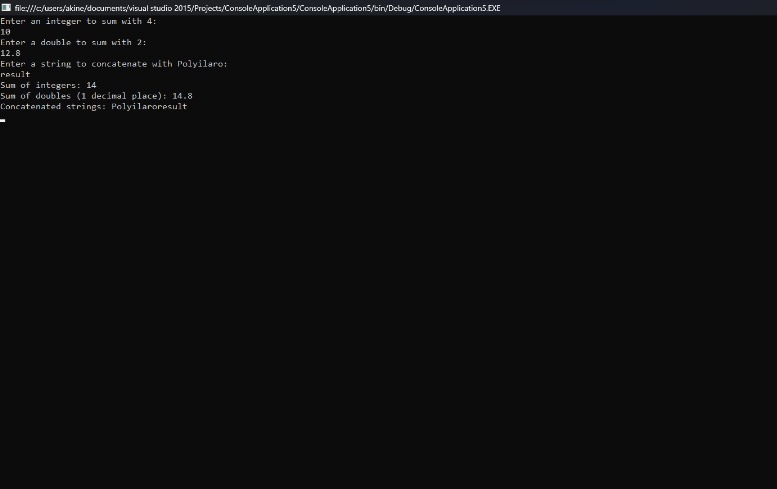 file:///c:/users/akine/documents/visual studio 2015/Projects/ConsoleApplication5/ConsoleApplication5/bin/Debug/ConsoleApplication5.EXE
Enter an integer to sum with 4:
10
Enter a double to sum with 2:
12.8
Enter a string to concatenate with Polyilaro:
result
Sum of integers: 14
Sum of doubles (1 decimal place): 14.8
Concatenated strings: Polyilaroresult